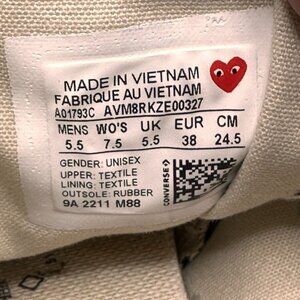 MADE IN VIETNAM
FABRIQUE AU VIETNAM
A01793C AVM8RKZE00327
MENS WO'S UK EUR CM
5.5 7.5 5.5 38 24.5
GENDER: UNISEX
UPPER: TEXTILE
LINING: TEXTILE
OUTSOLE: RUBBER
9A 2211 M88
CONVERSE